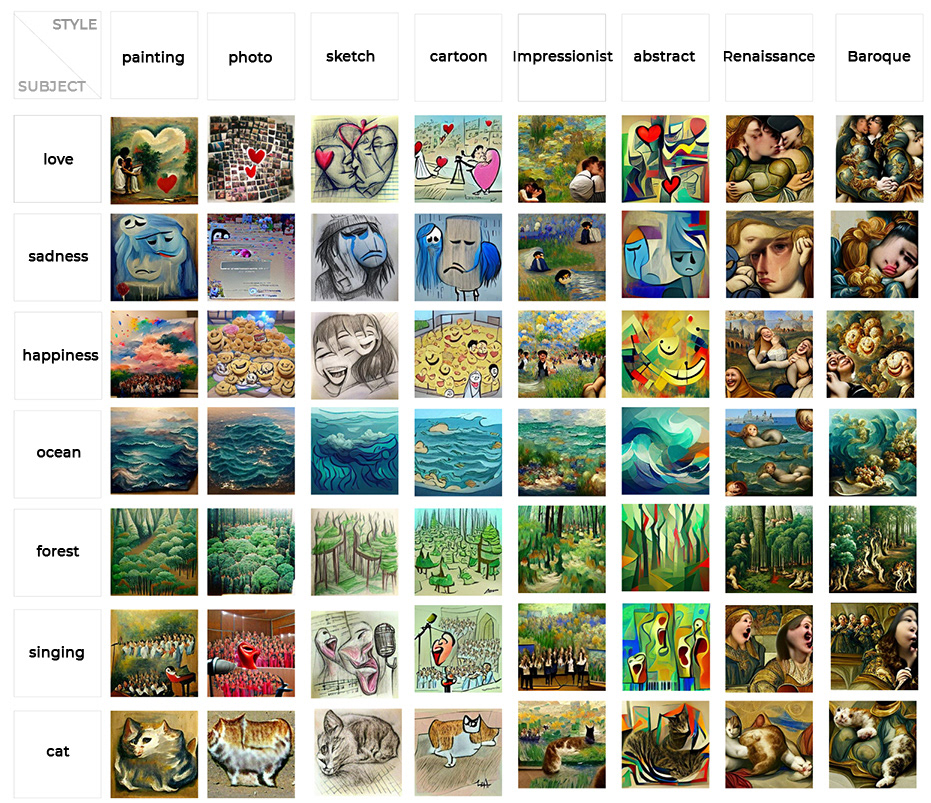 STYLE
SUBJECT
painting
photo
sketch
cartoon
Impressionist
abstract
Renaissance
Baroque
love
sadness
happiness
ocean
forest
singing
cat